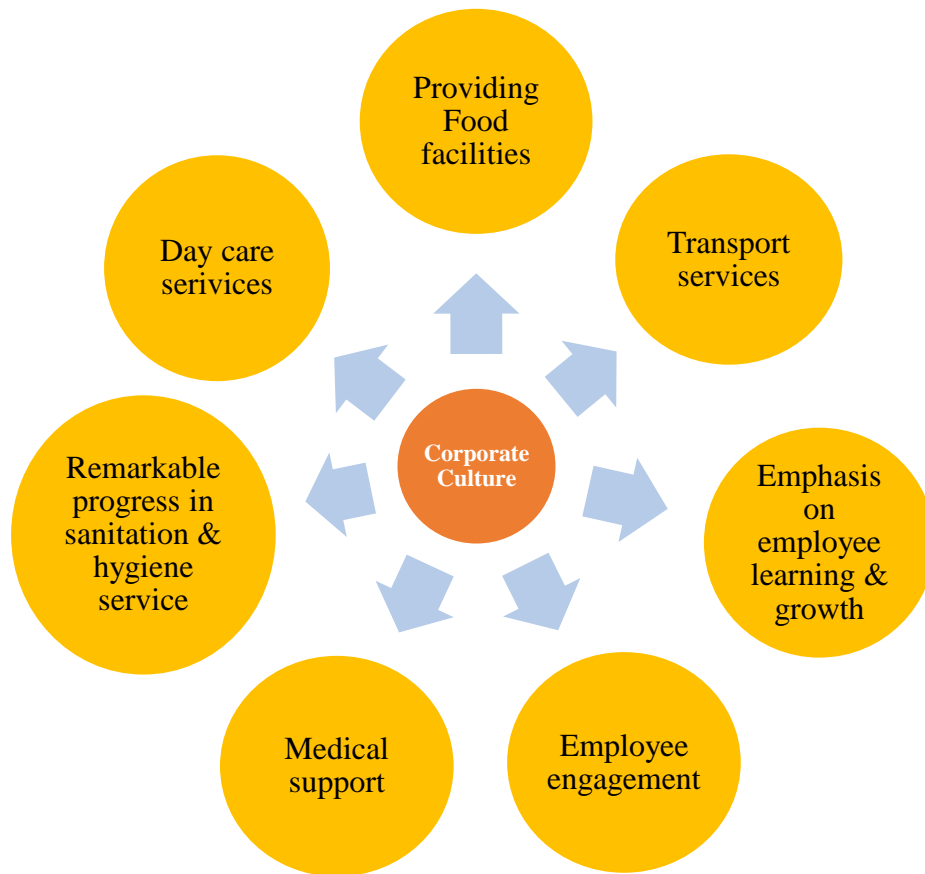 Providing
Food
facilities
Transport
services
Emphasis
on
employee
learning &
growth
Employee
engagement
Medical
support
Remarkable
progress in
sanitation &
hygiene
service
Day care
serivices
Corporate
Culture